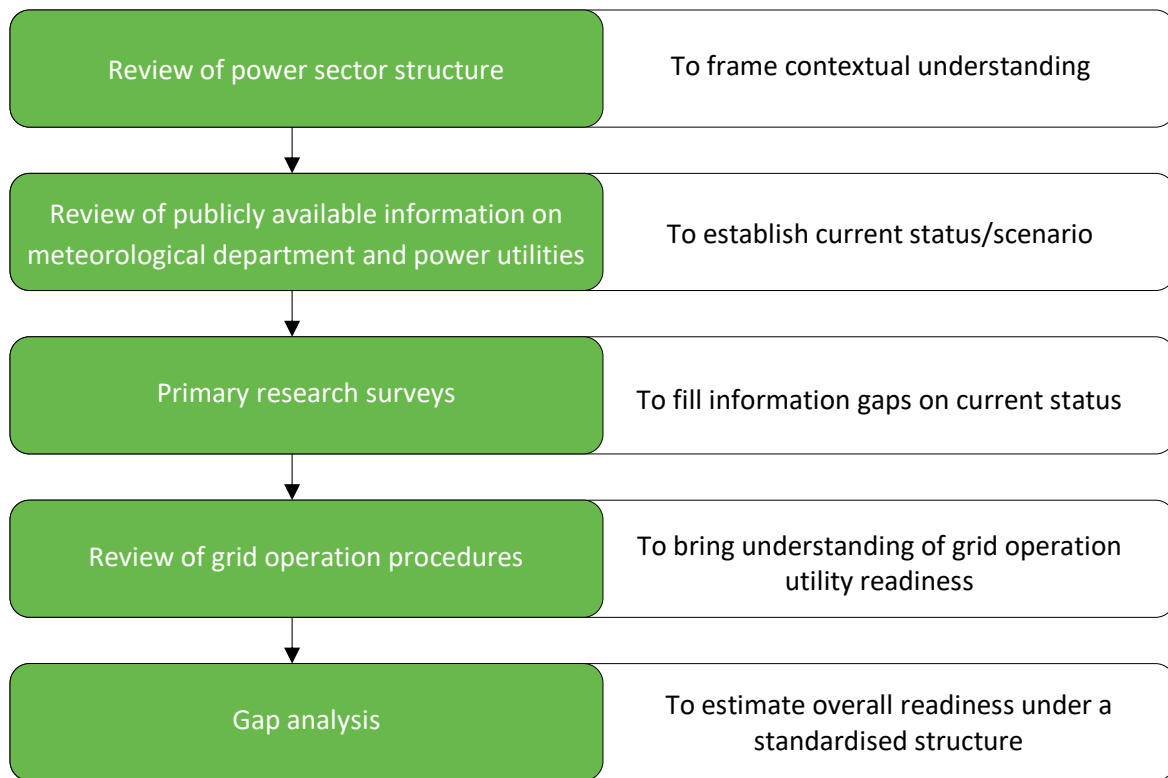 Review of power sector structure
To frame contextual understanding
Review of publicly available information on
meteorological department and power utilities
To establish current status/scenario
Primary research surveys
To fill information gaps on current status
Review of grid operation procedures
To bring understanding of grid operation
utility readiness
Gap analysis
To estimate overall readiness under a
standardised structure